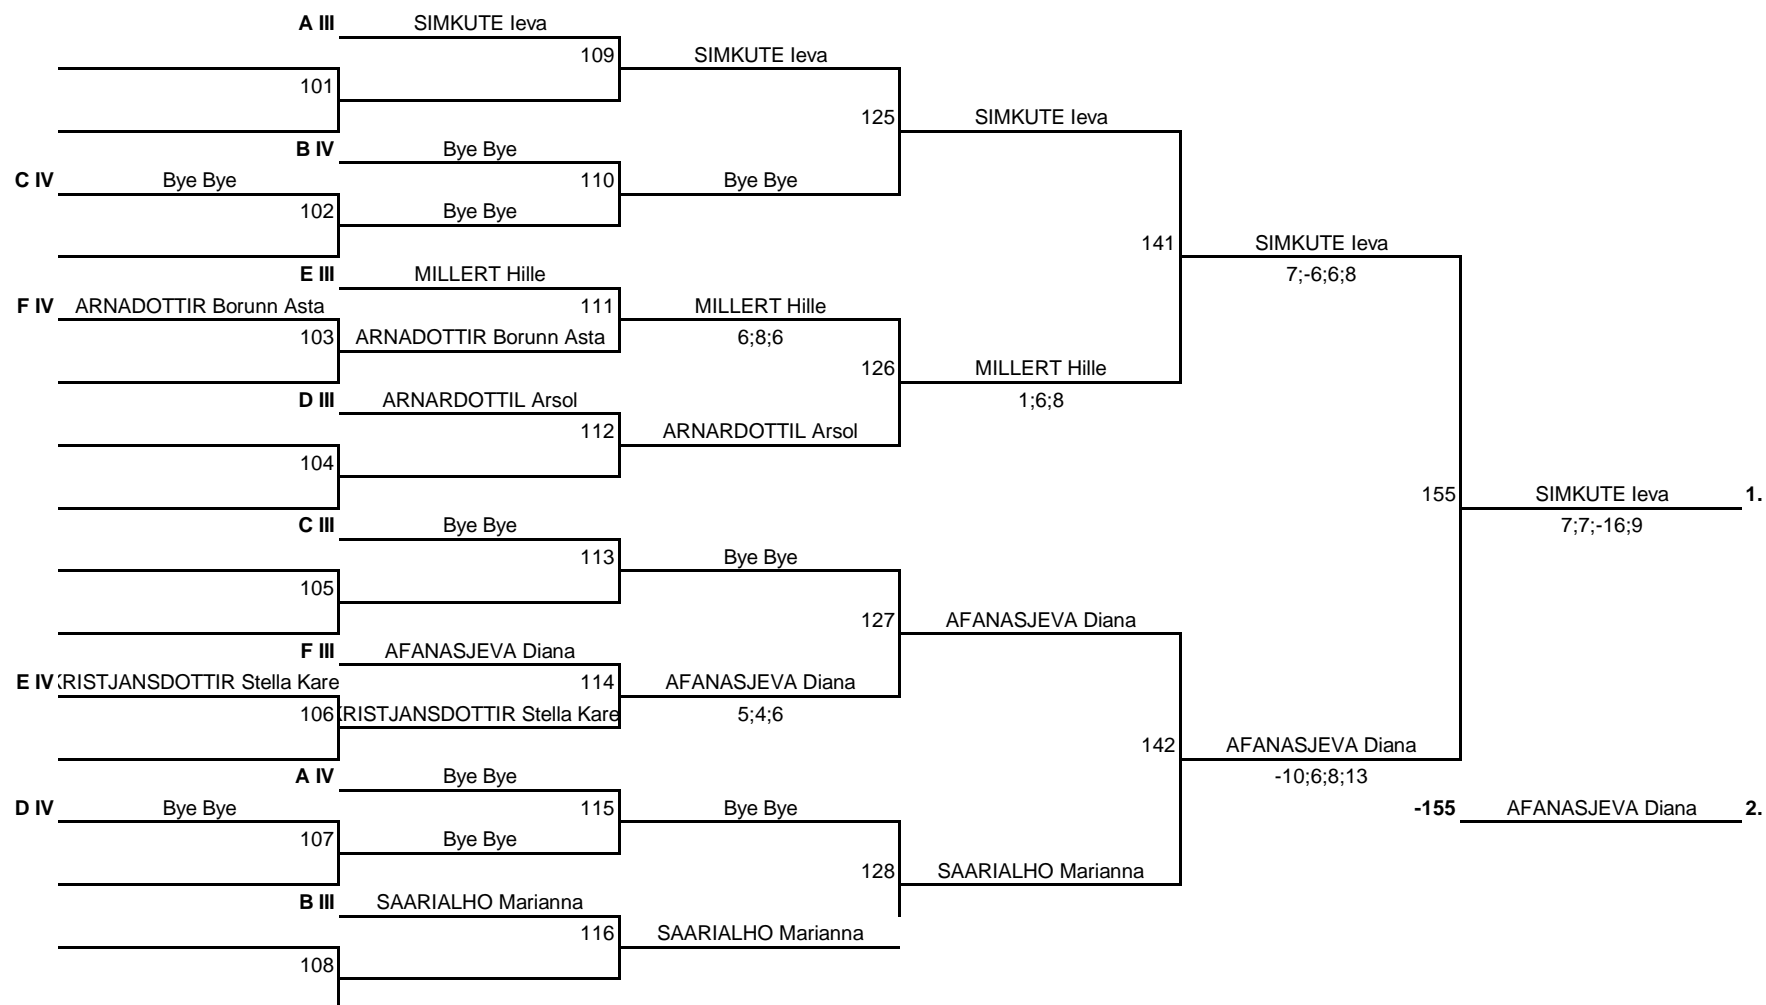 A III SIMKUTE Ieva
109 SIMKUTE Ieva
101
125 SIMKUTE Ieva
B IV Bye Bye
C IV Bye Bye 110 Bye Bye
102 Bye Bye
141 SIMKUTE Ieva
E III MILLERT Hille 7;-6;6;8
F IV ARNADOTTIR Borunn Asta 111 MILLERT Hille
103 ARNADOTTIR Borunn Asta 6;8;6
126 MILLERT Hille
D III ARNARDOTTIL Arsol 1;6;8
112 ARNARDOTTIL Arsol
104
155 SIMKUTE Ieva 1.
C III Bye Bye 7;7;-16;9
113 Bye Bye
105
127 AFANASJEVA Diana
F III AFANASJEVA Diana
E IV KRISTJANSDOTTIR Stella Kare 114 AFANASJEVA Diana
106 KRISTJANSDOTTIR Stella Kare 5;4;6
142 AFANASJEVA Diana
A IV Bye Bye -10;6;8;13
D IV Bye Bye 115 Bye Bye -155 AFANASJEVA Diana 2.
107 Bye Bye
128 SAARIALHO Marianna
B III SAARIALHO Marianna
116 SAARIALHO Marianna
108